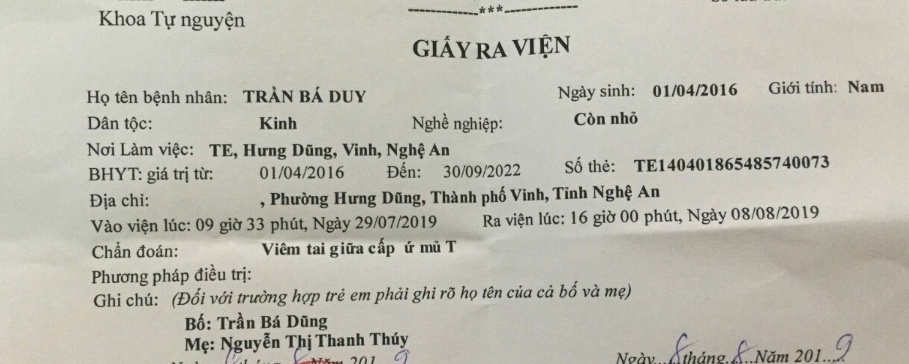 Khoa Tự nguyện
------------***------------
GIẤY RA VIỆN
Họ tên bệnh nhân: TRẦN BÁ DUY Ngày sinh: 01/04/2016 Giới tính: Nam
Dân tộc: Kinh Nghề nghiệp: Còn nhỏ
Nơi Làm việc: TE, Hưng Dũng, Vinh, Nghệ An
BHYT: giá trị từ: 01/04/2016 Đến: 30/09/2022 Số thẻ: TE140401865485740073
Địa chỉ: , Phường Hưng Dũng, Thành phố Vinh, Tỉnh Nghệ An
Vào viện lúc: 09 giờ 33 phút, Ngày 29/07/2019 Ra viện lúc: 16 giờ 00 phút, Ngày 08/08/2019
Chẩn đoán: Viêm tai giữa cấp ứ mủ T
Phương pháp điều trị:
Ghi chú: (Đối với trường hợp trẻ em phải ghi rõ họ tên của cả bố và mẹ)
Bố: Trần Bá Dũng
Mẹ: Nguyễn Thị Thanh Thúy
Ngày...8tháng..8..Năm 201..9